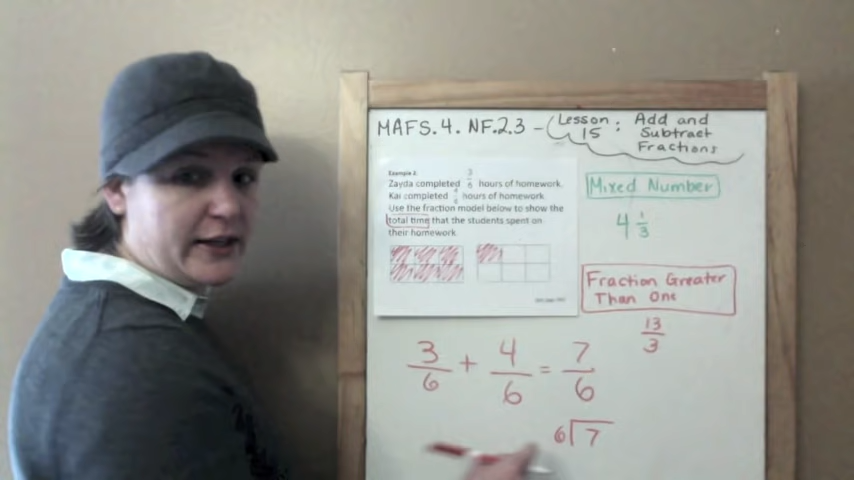 MAFS.4.NF.2.3 - Lesson 15: Add and Subtract Fractions
Example 2:
Zayda completed 3/6 hours of homework.
Kai completed 4/6 hours of homework.
Use the fraction model below to show the
total time that the students spent on
their homework.
Mixed Number
4 1/3
Fraction Greater
Than One
13/3
3/6 + 4/6 = 7/6
6)7